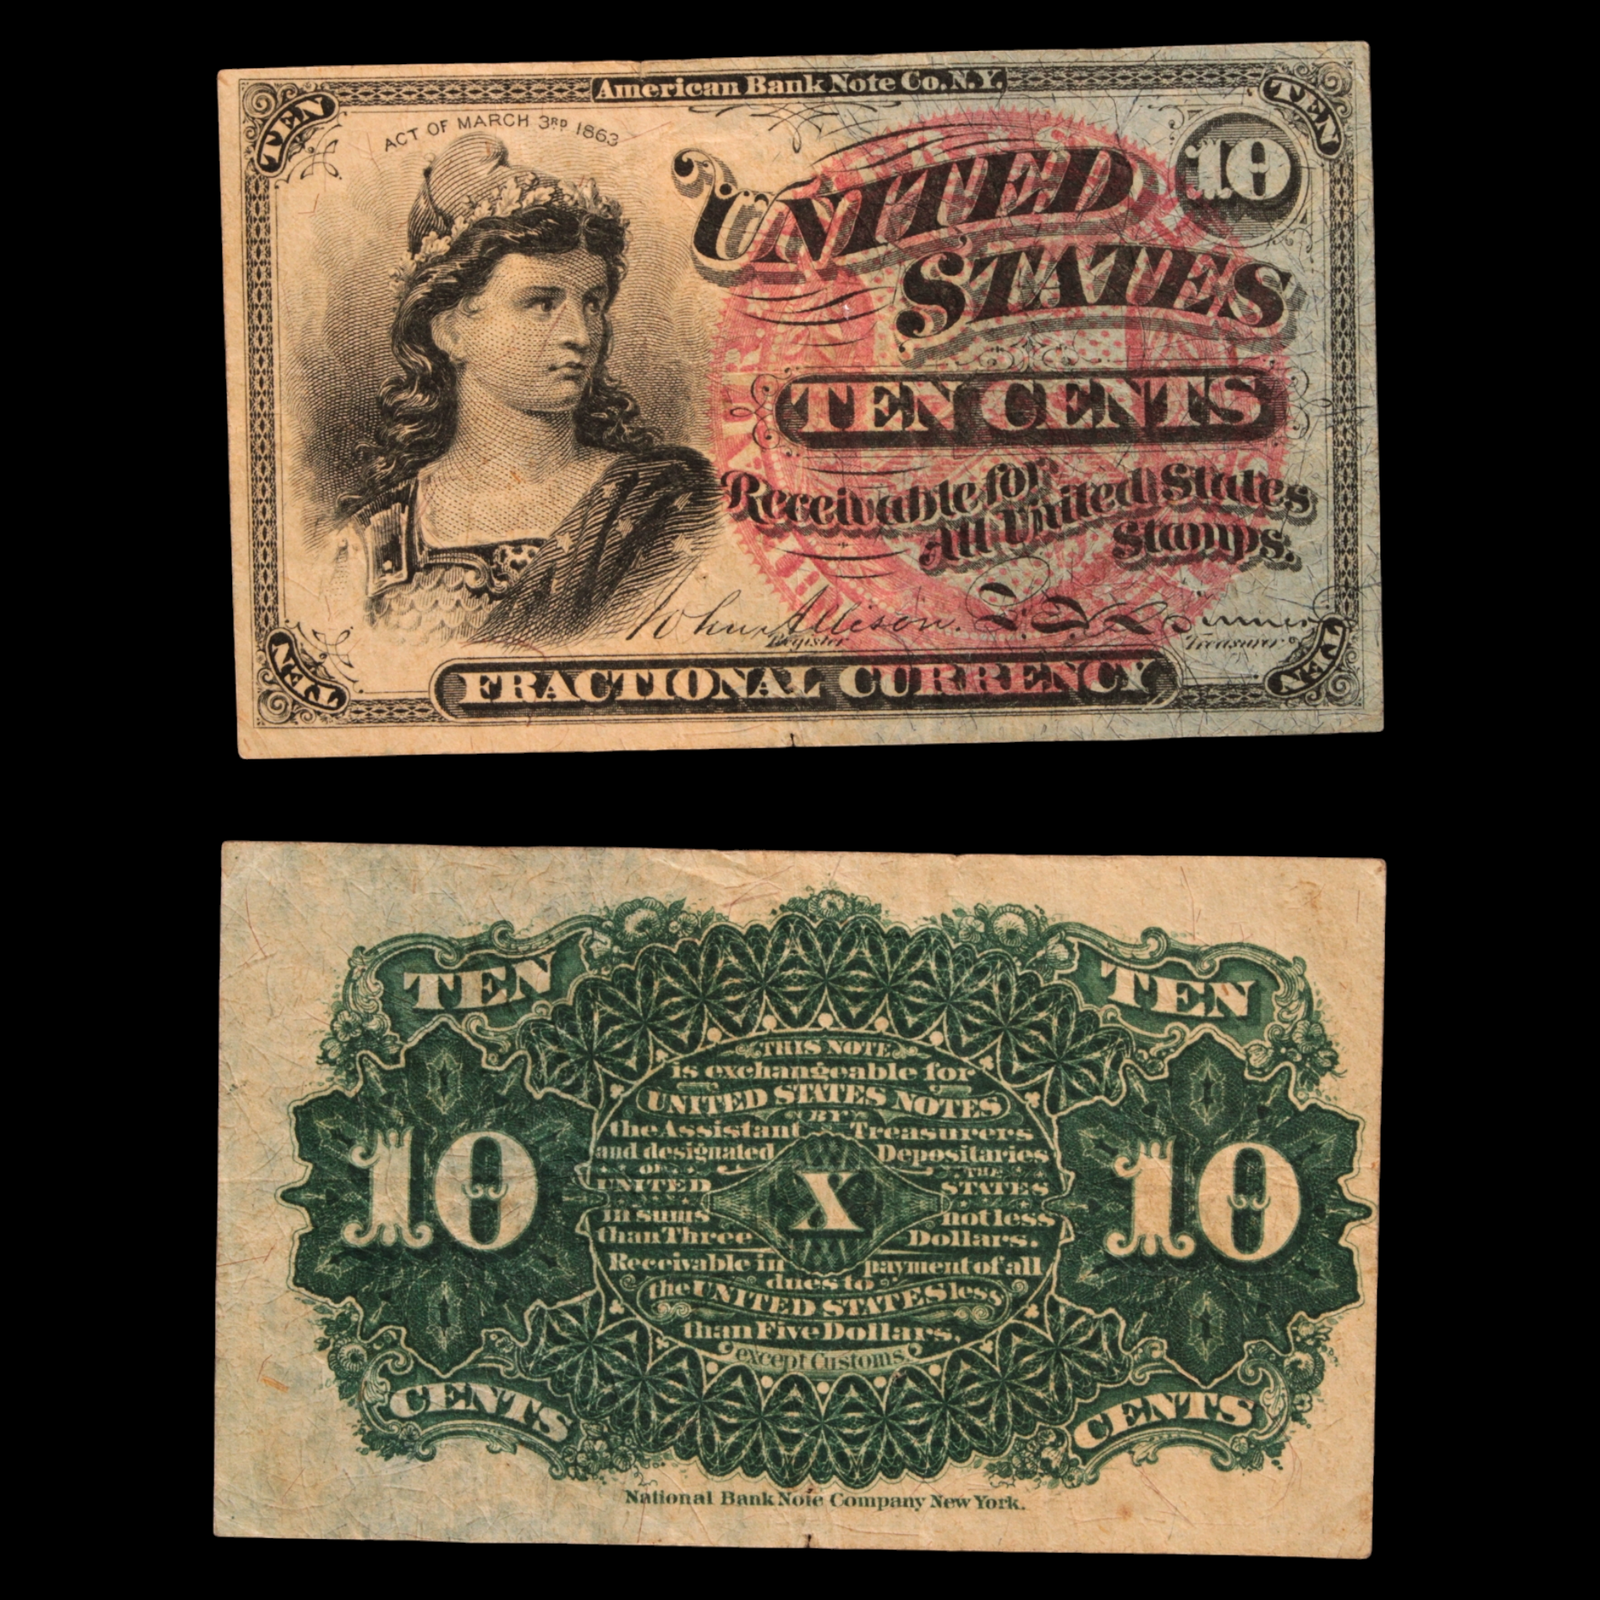 American Bank Note Co. N.Y.
TEN
TEN
ACT OF MARCH 3RD 1863
10
UNITED
STATES
TEN CENTS
Receivable for
All United States
Stamps.
John Allison.
Register
Treasurer
TEN
TEN
FRACTIONAL CURRENCY
TEN
TEN
THIS NOTE
is exchangeable for
UNITED STATES NOTES
BY
the Assistant Treasurers
and designated Depositaries
OF THE
UNITED STATES
in sums not less
than Three Dollars.
10
X
10
Receivable in payment of all
dues to
the UNITED STATES less
than Five Dollars.
except Customs
CENTS
CENTS
National Bank Note Company New York.